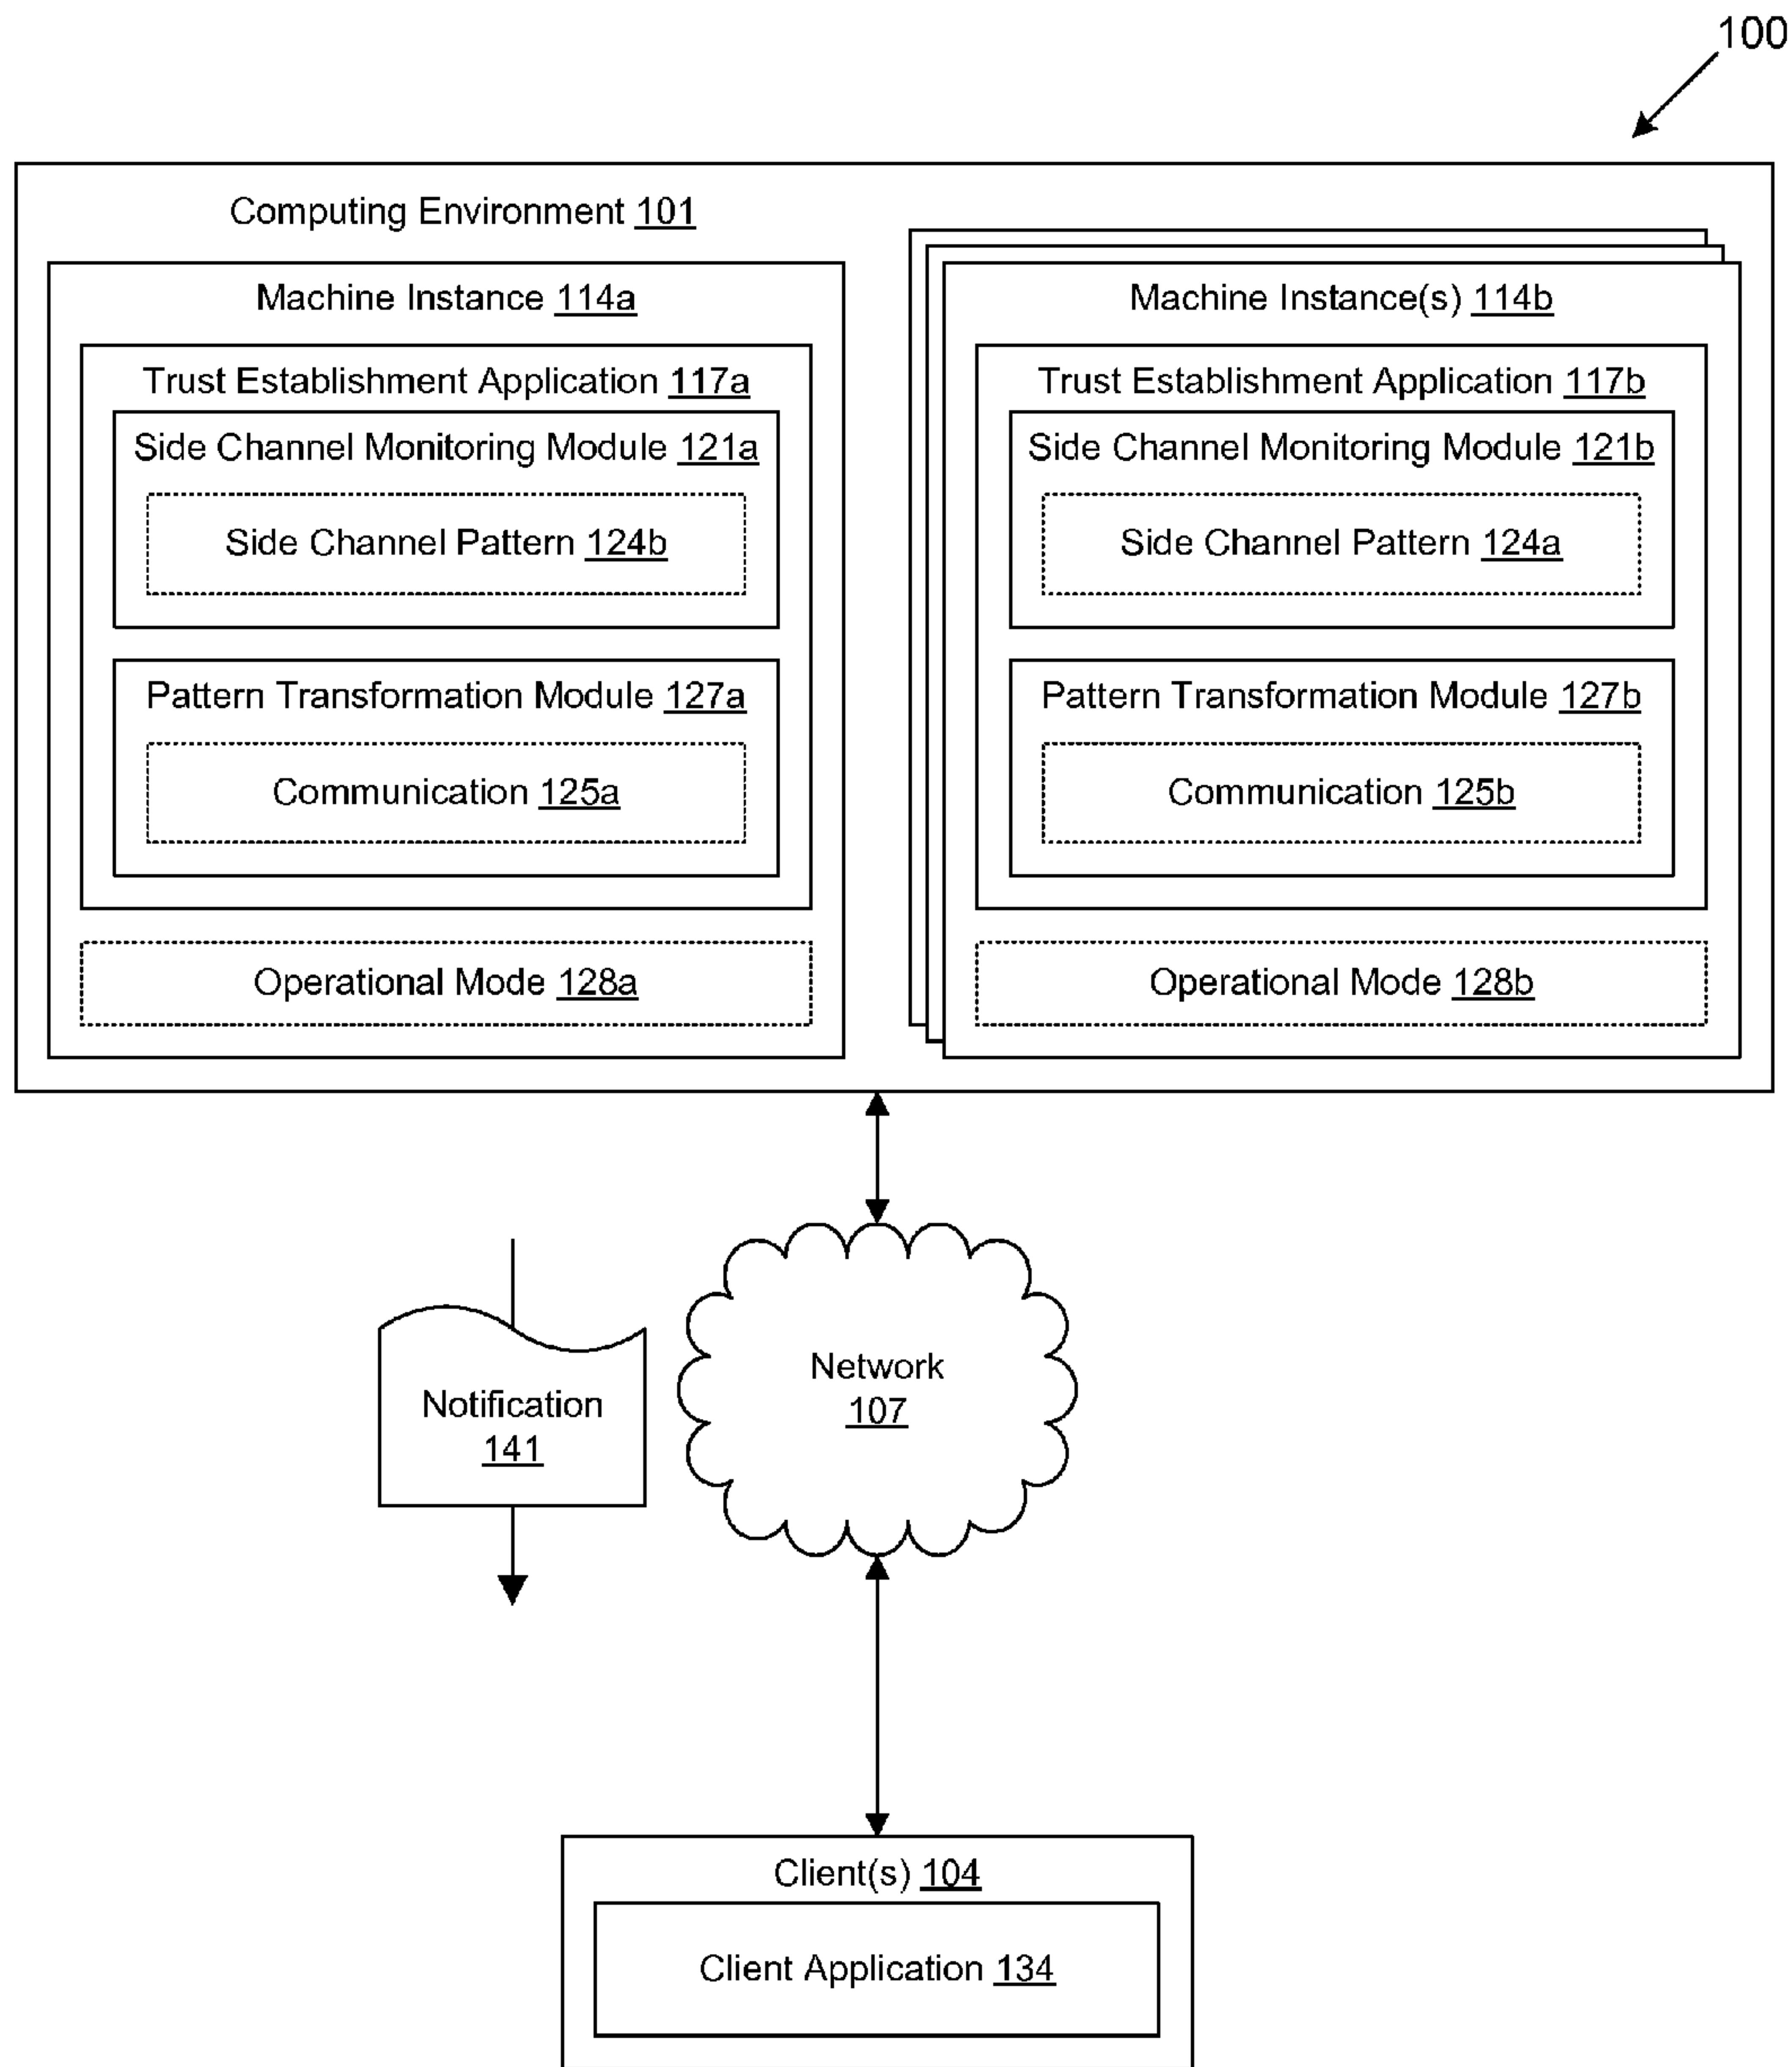 100
Computing Environment 101
Machine Instance 114a
Trust Establishment Application 117a
Side Channel Monitoring Module 121a
Side Channel Pattern 124b
Pattern Transformation Module 127a
Communication 125a
Operational Mode 128a
Machine Instance(s) 114b
Trust Establishment Application 117b
Side Channel Monitoring Module 121b
Side Channel Pattern 124a
Pattern Transformation Module 127b
Communication 125b
Operational Mode 128b
Notification
141
Network
107
Client(s) 104
Client Application 134